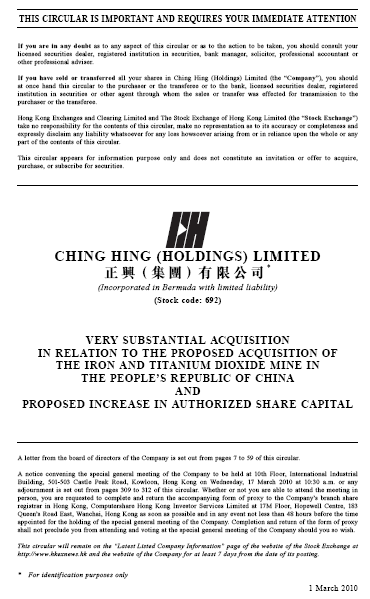 THIS CIRCULAR IS IMPORTANT AND REQUIRES YOUR IMMEDIATE ATTENTION
If you are in any doubt as to any aspect of this circular or as to the action to be taken, you should consult your
licensed securities dealer, registered institution in securities, bank manager, solicitor, professional accountant or
other professional adviser.
If you have sold or transferred all your shares in Ching Hing (Holdings) Limited (the "Company"), you should
at once hand this circular to the purchaser or the transferee or to the bank, licensed securities dealer, registered
institution in securities or other agent through whom the sales or transfer was effected for transmission to the
purchaser or the transferee.
Hong Kong Exchanges and Clearing Limited and The Stock Exchange of Hong Kong Limited (the "Stock Exchange")
take no responsibility for the contents of this circular, make no representation as to its accuracy or completeness and
expressly disclaim any liability whatsoever for any loss howsoever arising from or in reliance upon the whole or any
part of the contents of this circular.
This circular appears for information purpose only and does not constitute an invitation or offer to acquire,
purchase, or subscribe for securities.
CHING HING (HOLDINGS) LIMITED
正興(集團)有限公司*
(Incorporated in Bermuda with limited liability)
(Stock code: 692)
VERY SUBSTANTIAL ACQUISITION
IN RELATION TO THE PROPOSED ACQUISITION OF
THE IRON AND TITANIUM DIOXIDE MINE IN
THE PEOPLE'S REPUBLIC OF CHINA
AND
PROPOSED INCREASE IN AUTHORIZED SHARE CAPITAL
A letter from the board of directors of the Company is set out from pages 7 to 59 of this circular.
A notice convening the special general meeting of the Company to be held at 10th Floor, International Industrial
Building, 501-503 Castle Peak Road, Kowloon, Hong Kong on Wednesday, 17 March 2010 at 10:30 a.m. or any
adjournment is set out from pages 309 to 312 of this circular. Whether or not you are able to attend the meeting in
person, you are requested to complete and return the accompanying form of proxy to the Company's branch share
registrar in Hong Kong, Computershare Hong Kong Investor Services Limited at 17M Floor, Hopewell Centre, 183
Queen's Road East, Wanchai, Hong Kong as soon as possible and in any event not less than 48 hours before the time
appointed for the holding of the special general meeting of the Company. Completion and return of the form of proxy
shall not preclude you from attending and voting at the special general meeting of the Company should you so wish.
This circular will remain on the "Latest Listed Company Information" page of the website of the Stock Exchange at
http://www.hkexnews.hk and the website of the Company for at least 7 days from the date of its posting.
* For identification purposes only
1 March 2010